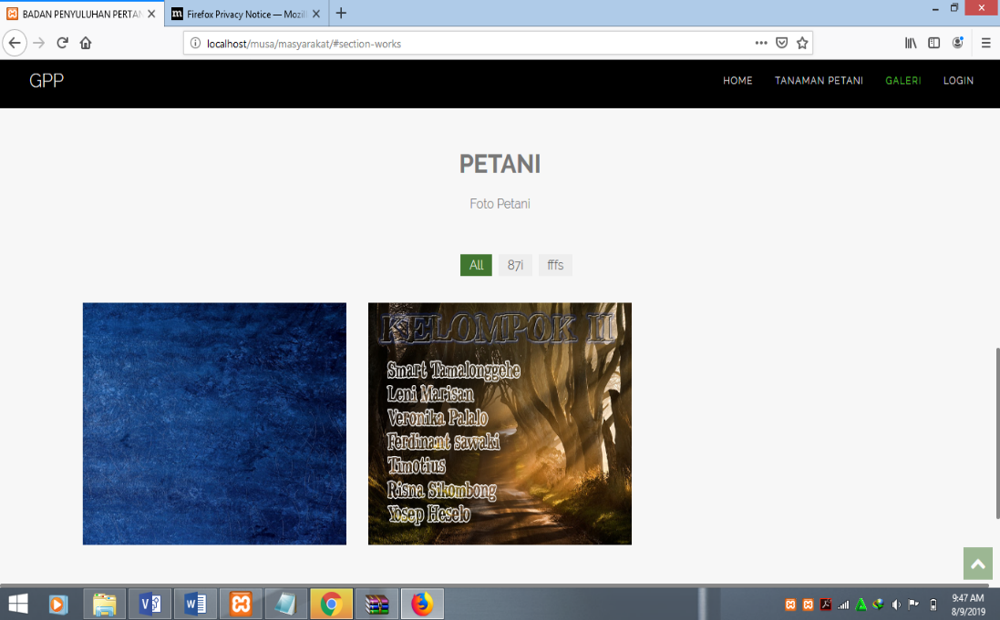 BADAN PENYULUHAN PERTAN
Firefox Privacy Notice — Mozill
localhost/musa/masyarakat/#section-works
GPP
HOME
TANAMAN PETANI
GALERI
LOGIN
PETANI
Foto Petani
All
87i
fffs
KELOMPOK II
Smart Tamalonggehe
Leni Marisan
Veronika Palalo
Ferdinant sawaki
Timotius
Risna Sikombong
Yosep Heselo
9:47 AM
8/9/2019